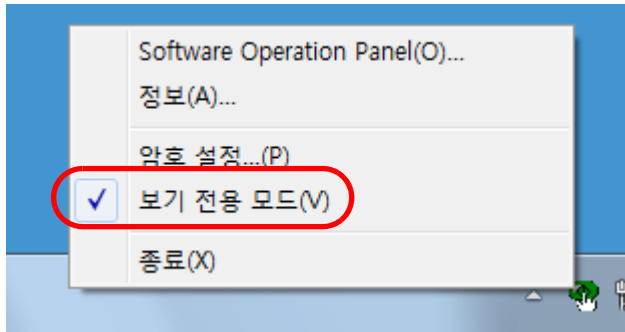 Software Operation Panel(O)...
정보(A)...
암호 설정...(P)
보기 전용 모드(V)
종료(X)